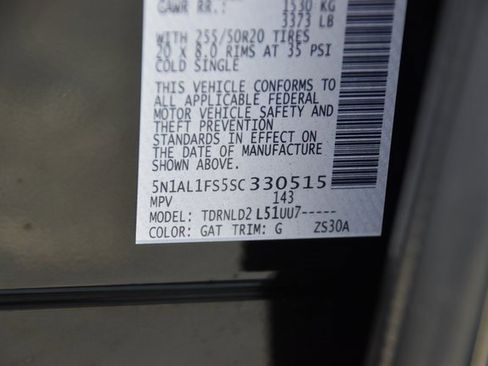 GAWR RR.: 1530 KG
3373 LB
WITH 255/50R20 TIRES
20 X 8.0 RIMS AT 35 PSI
COLD SINGLE
THIS VEHICLE CONFORMS TO
ALL APPLICABLE FEDERAL
MOTOR VEHICLE SAFETY AND
THEFT PREVENTION
STANDARDS IN EFFECT ON
THE DATE OF MANUFACTURE
SHOWN ABOVE.
5N1AL1FS5SC330515
MPV 143
MODEL: TDRNLD2 L51UU7-----
COLOR: GAT TRIM: G ZS30A